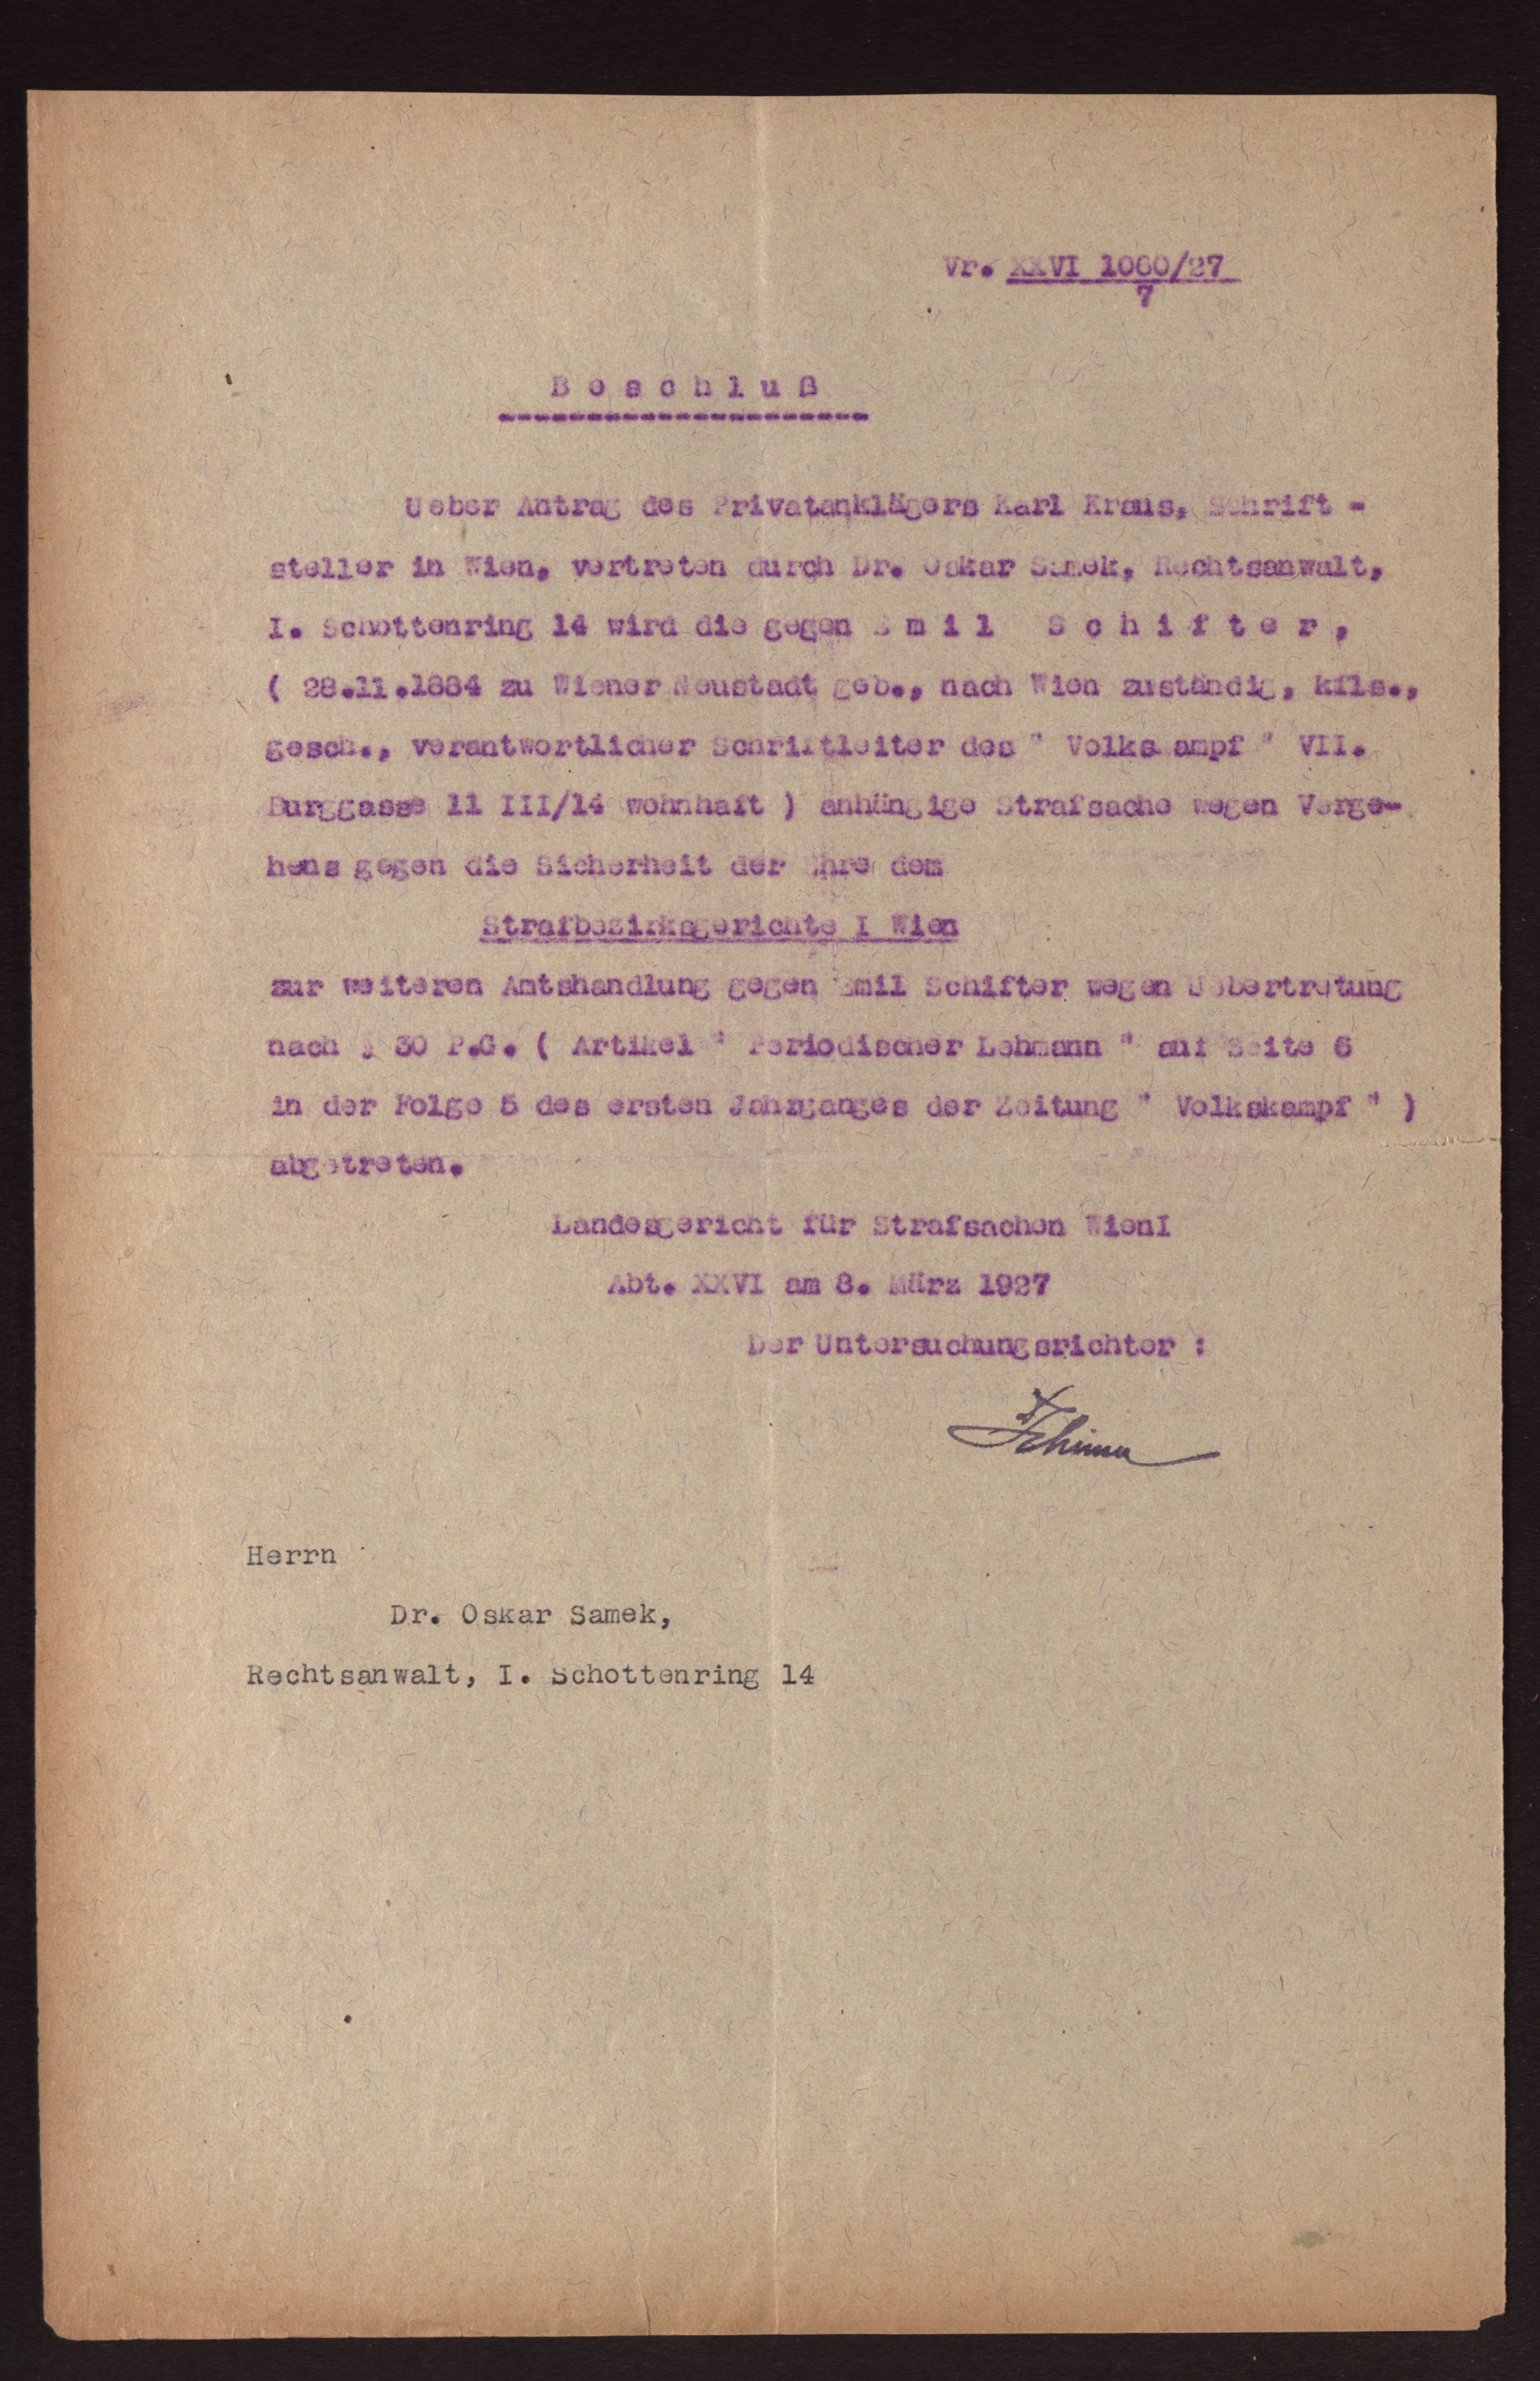 Vr. XXVI 1060/27
7
B e s c h l u ß
Ueber Antrag des Privatanklägers Karl Kraus, Schrift -
steller in Wien, vertreten durch Dr. Oskar Samek, Rechtsanwalt,
I. Schottenring 14 wird die gegen E m i l S c h i f t e r ,
( 28.11.1884 zu Wiener Neustadt geb., nach Wien zuständig, kfls.,
gesch., verantwortlicher Schriftleiter des " Volkskampf " VII.
Burggasse 11 III/14 wohnhaft ) anhängige Strafsache wegen Verge-
hens gegen die Sicherheit der Ehre dem
Strafbezirksgerichte I Wien
zur weiteren Amtshandlung gegen Emil Schifter wegen Uebertretung
nach § 30 P.G. ( Artikel " Periodischer Lehmann " auf Seite 6
in der Folge 5 des ersten Jahrganges der Zeitung " Volkskampf " )
abgetreten.
Landesgericht für Strafsachen WienI
Abt. XXVI am 8. März 1927
Der Untersuchungsrichter :
Herrn
Dr. Oskar Samek,
Rechtsanwalt, I. Schottenring 14